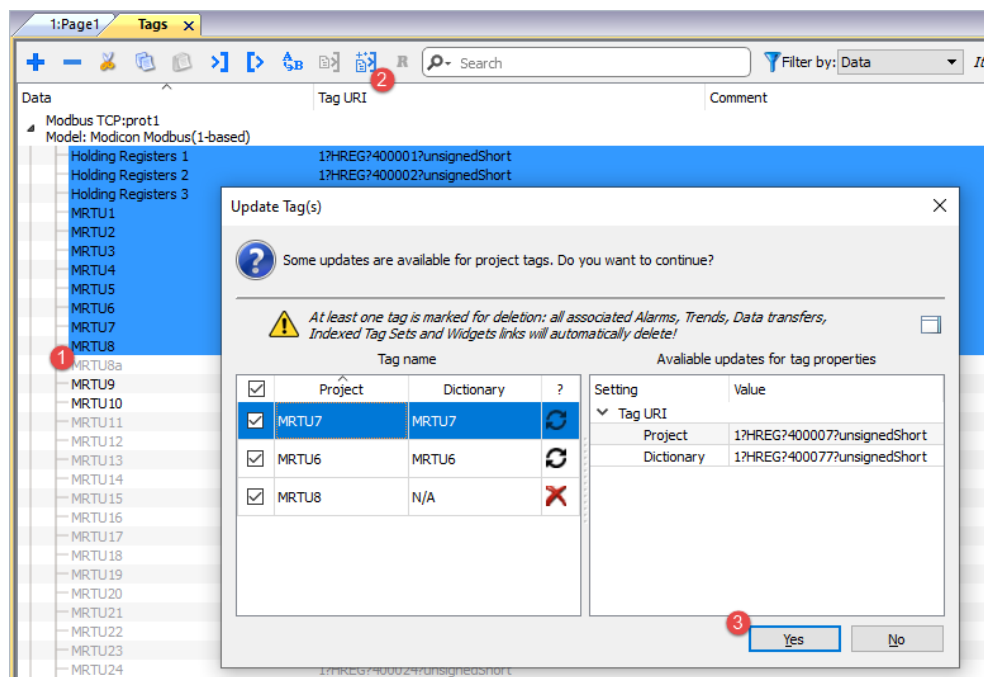 1:Page1
Tags
R
Search
Filter by: Data
Data
Tag URI
Comment
Modbus TCP:prot1
Model: Modicon Modbus(1-based)
Holding Registers 1 1?HREG?400001?unsignedShort
Holding Registers 2 1?HREG?400002?unsignedShort
Holding Registers 3
MRTU1
MRTU2
MRTU3
MRTU4
MRTU5
MRTU6
MRTU7
MRTU8
MRTU8a
MRTU9
MRTU10
MRTU11
MRTU12
MRTU13
MRTU14
MRTU15
MRTU16
MRTU17
MRTU18
MRTU19
MRTU20
MRTU21
MRTU22
MRTU23
MRTU24 1?HREG?400024?unsignedShort
1
2
Update Tag(s)
Some updates are available for project tags. Do you want to continue?
At least one tag is marked for deletion: all associated Alarms, Trends, Data transfers,
Indexed Tag Sets and Widgets links will automatically delete!
Tag name
Project Dictionary ?
MRTU7 MRTU7
MRTU6 MRTU6
MRTU8 N/A
Avaliable updates for tag properties
Setting Value
Tag URI
Project 1?HREG?400007?unsignedShort
Dictionary 1?HREG?400077?unsignedShort
3
Yes
No